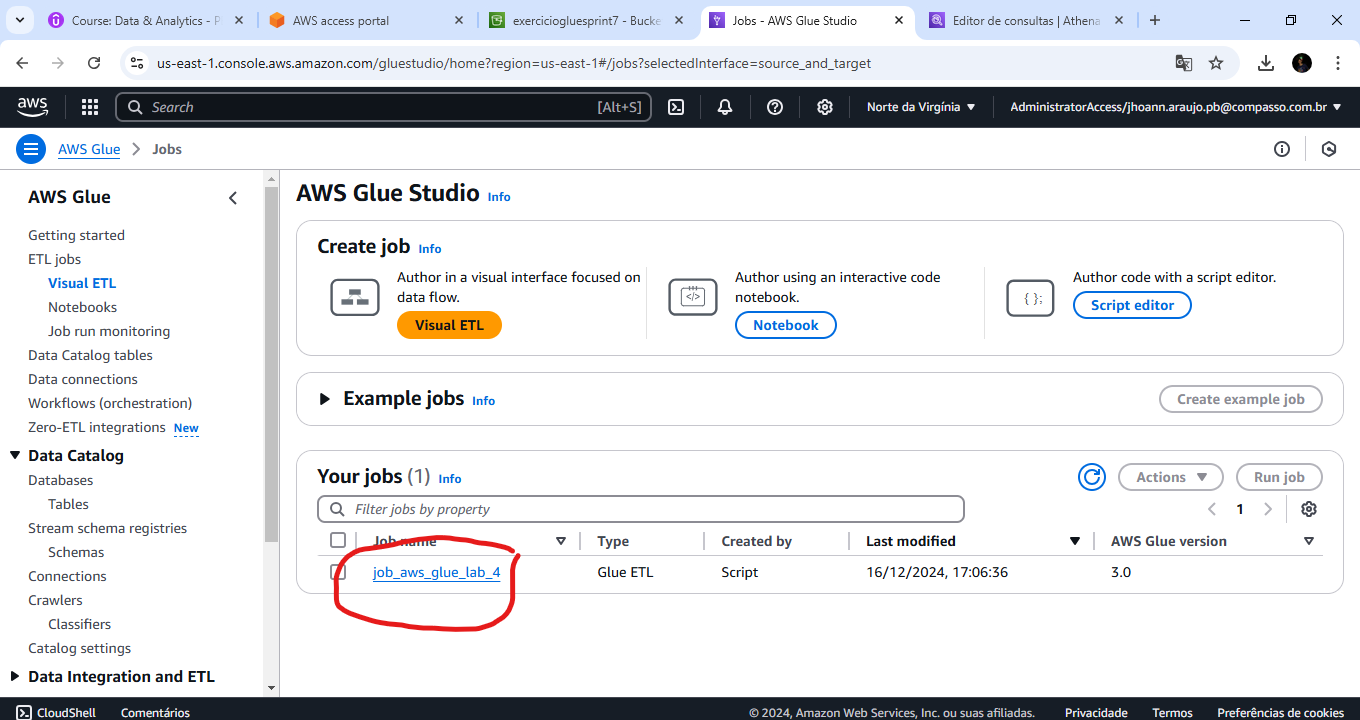 Course: Data & Analytics - P
AWS access portal
exerciciogluesprint7 - Bucke
Jobs - AWS Glue Studio
Editor de consultas | Athena
us-east-1.console.aws.amazon.com/gluestudio/home?region=us-east-1#/jobs?selectedInterface=source_and_target
aws
Search
[Alt+S]
Norte da Virgínia
AdministratorAccess/jhoann.araujo.pb@compasso.com.br
AWS Glue
Jobs
AWS Glue
Getting started
ETL jobs
Visual ETL
Notebooks
Job run monitoring
Data Catalog tables
Data connections
Workflows (orchestration)
Zero-ETL integrations New
Data Catalog
Databases
Tables
Stream schema registries
Schemas
Connections
Crawlers
Classifiers
Catalog settings
Data Integration and ETL
AWS Glue Studio Info
Create job Info
Author in a visual interface focused on
data flow.
Visual ETL
Author using an interactive code
notebook.
Notebook
Author code with a script editor.
Script editor
Example jobs Info
Create example job
Your jobs (1) Info
Actions
Run job
Filter jobs by property
1
Job name Type Created by Last modified AWS Glue version
job_aws_glue_lab_4 Glue ETL Script 16/12/2024, 17:06:36 3.0
CloudShell Comentários © 2024, Amazon Web Services, Inc. ou suas afiliadas. Privacidade Termos Preferências de cookies